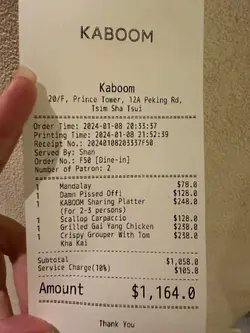 KABOOM
Kaboom
20/F, Prince Tower, 12A Peking Rd,
Tsim Sha Tsui
Order Time: 2024-01-08 20:33:37
Printing Time: 2024-01-08 21:52:39
Receipt No.: 20240108203337F50
Served By: Shan
Order No.: F50 [Dine-in]
Number of Patron: 2
1 Mandalay $78.0
1 Damn Pissed Off: $128.0
1 KABOOM Sharing Platter $248.0
(For 2-3 persons)
1 Scallop Carpaccio $128.0
1 Grilled Gai Yang Chicken $238.0
1 Crispy Grouper With Tom $238.0
Kha Kai
Subtotal $1,058.0
Service Charge(10%) $105.8
Amount $1,164.0
Thank You